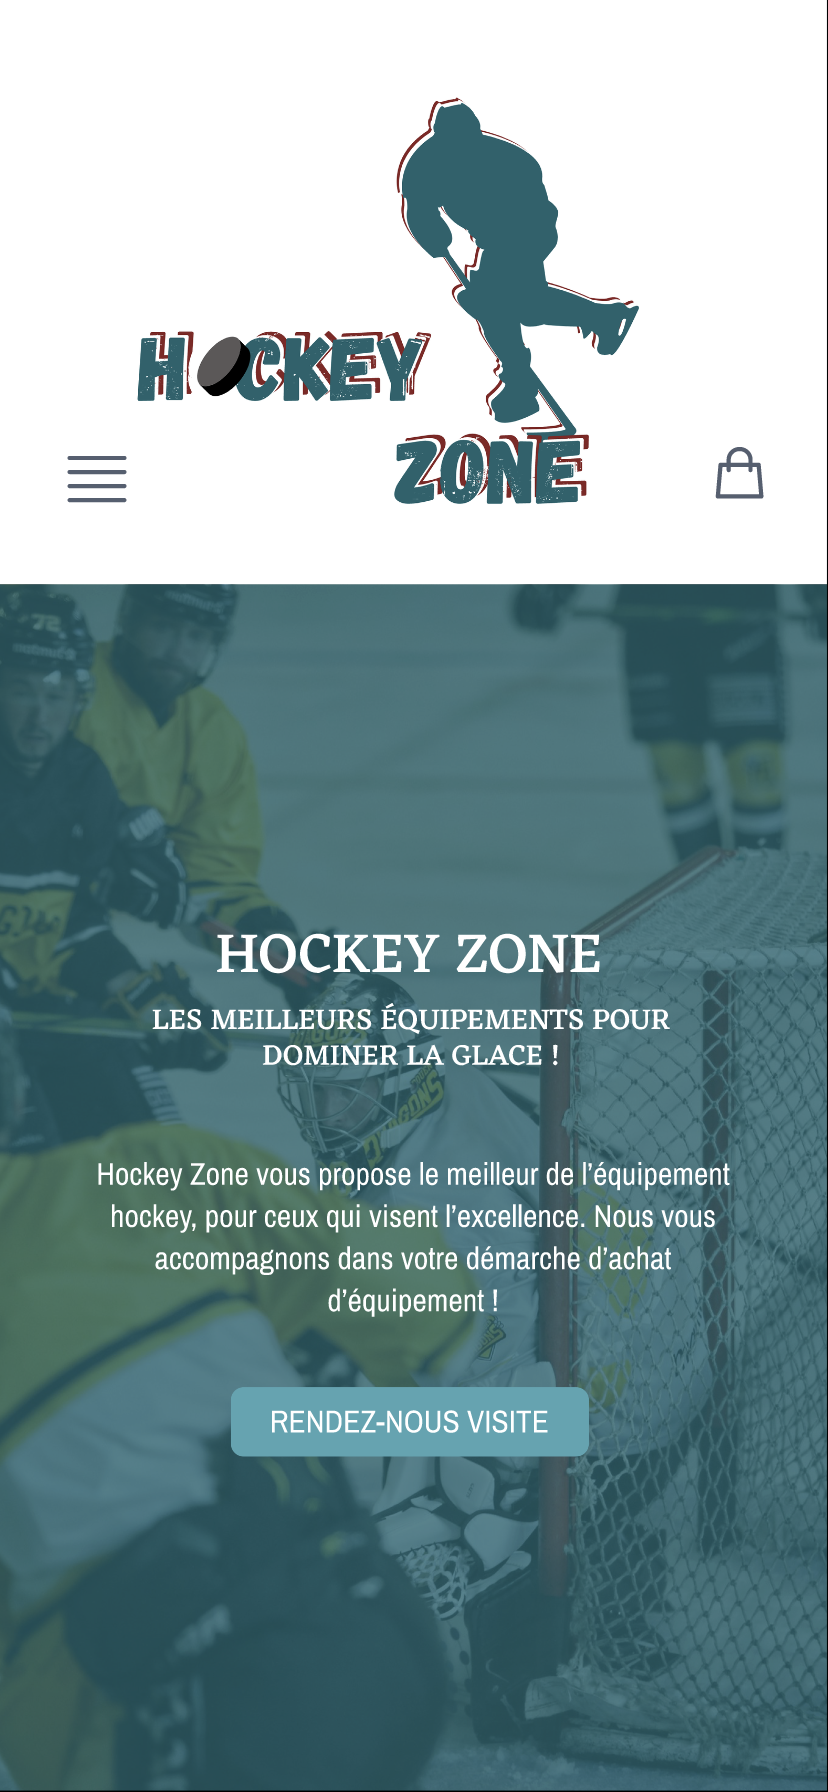 HOCKEY
ZONE
72
HOCKEY ZONE
LES MEILLEURS ÉQUIPEMENTS POUR
DOMINER LA GLACE !
Hockey Zone vous propose le meilleur de l’équipement
hockey, pour ceux qui visent l’excellence. Nous vous
accompagnons dans votre démarche d’achat
d’équipement !
RENDEZ-NOUS VISITE